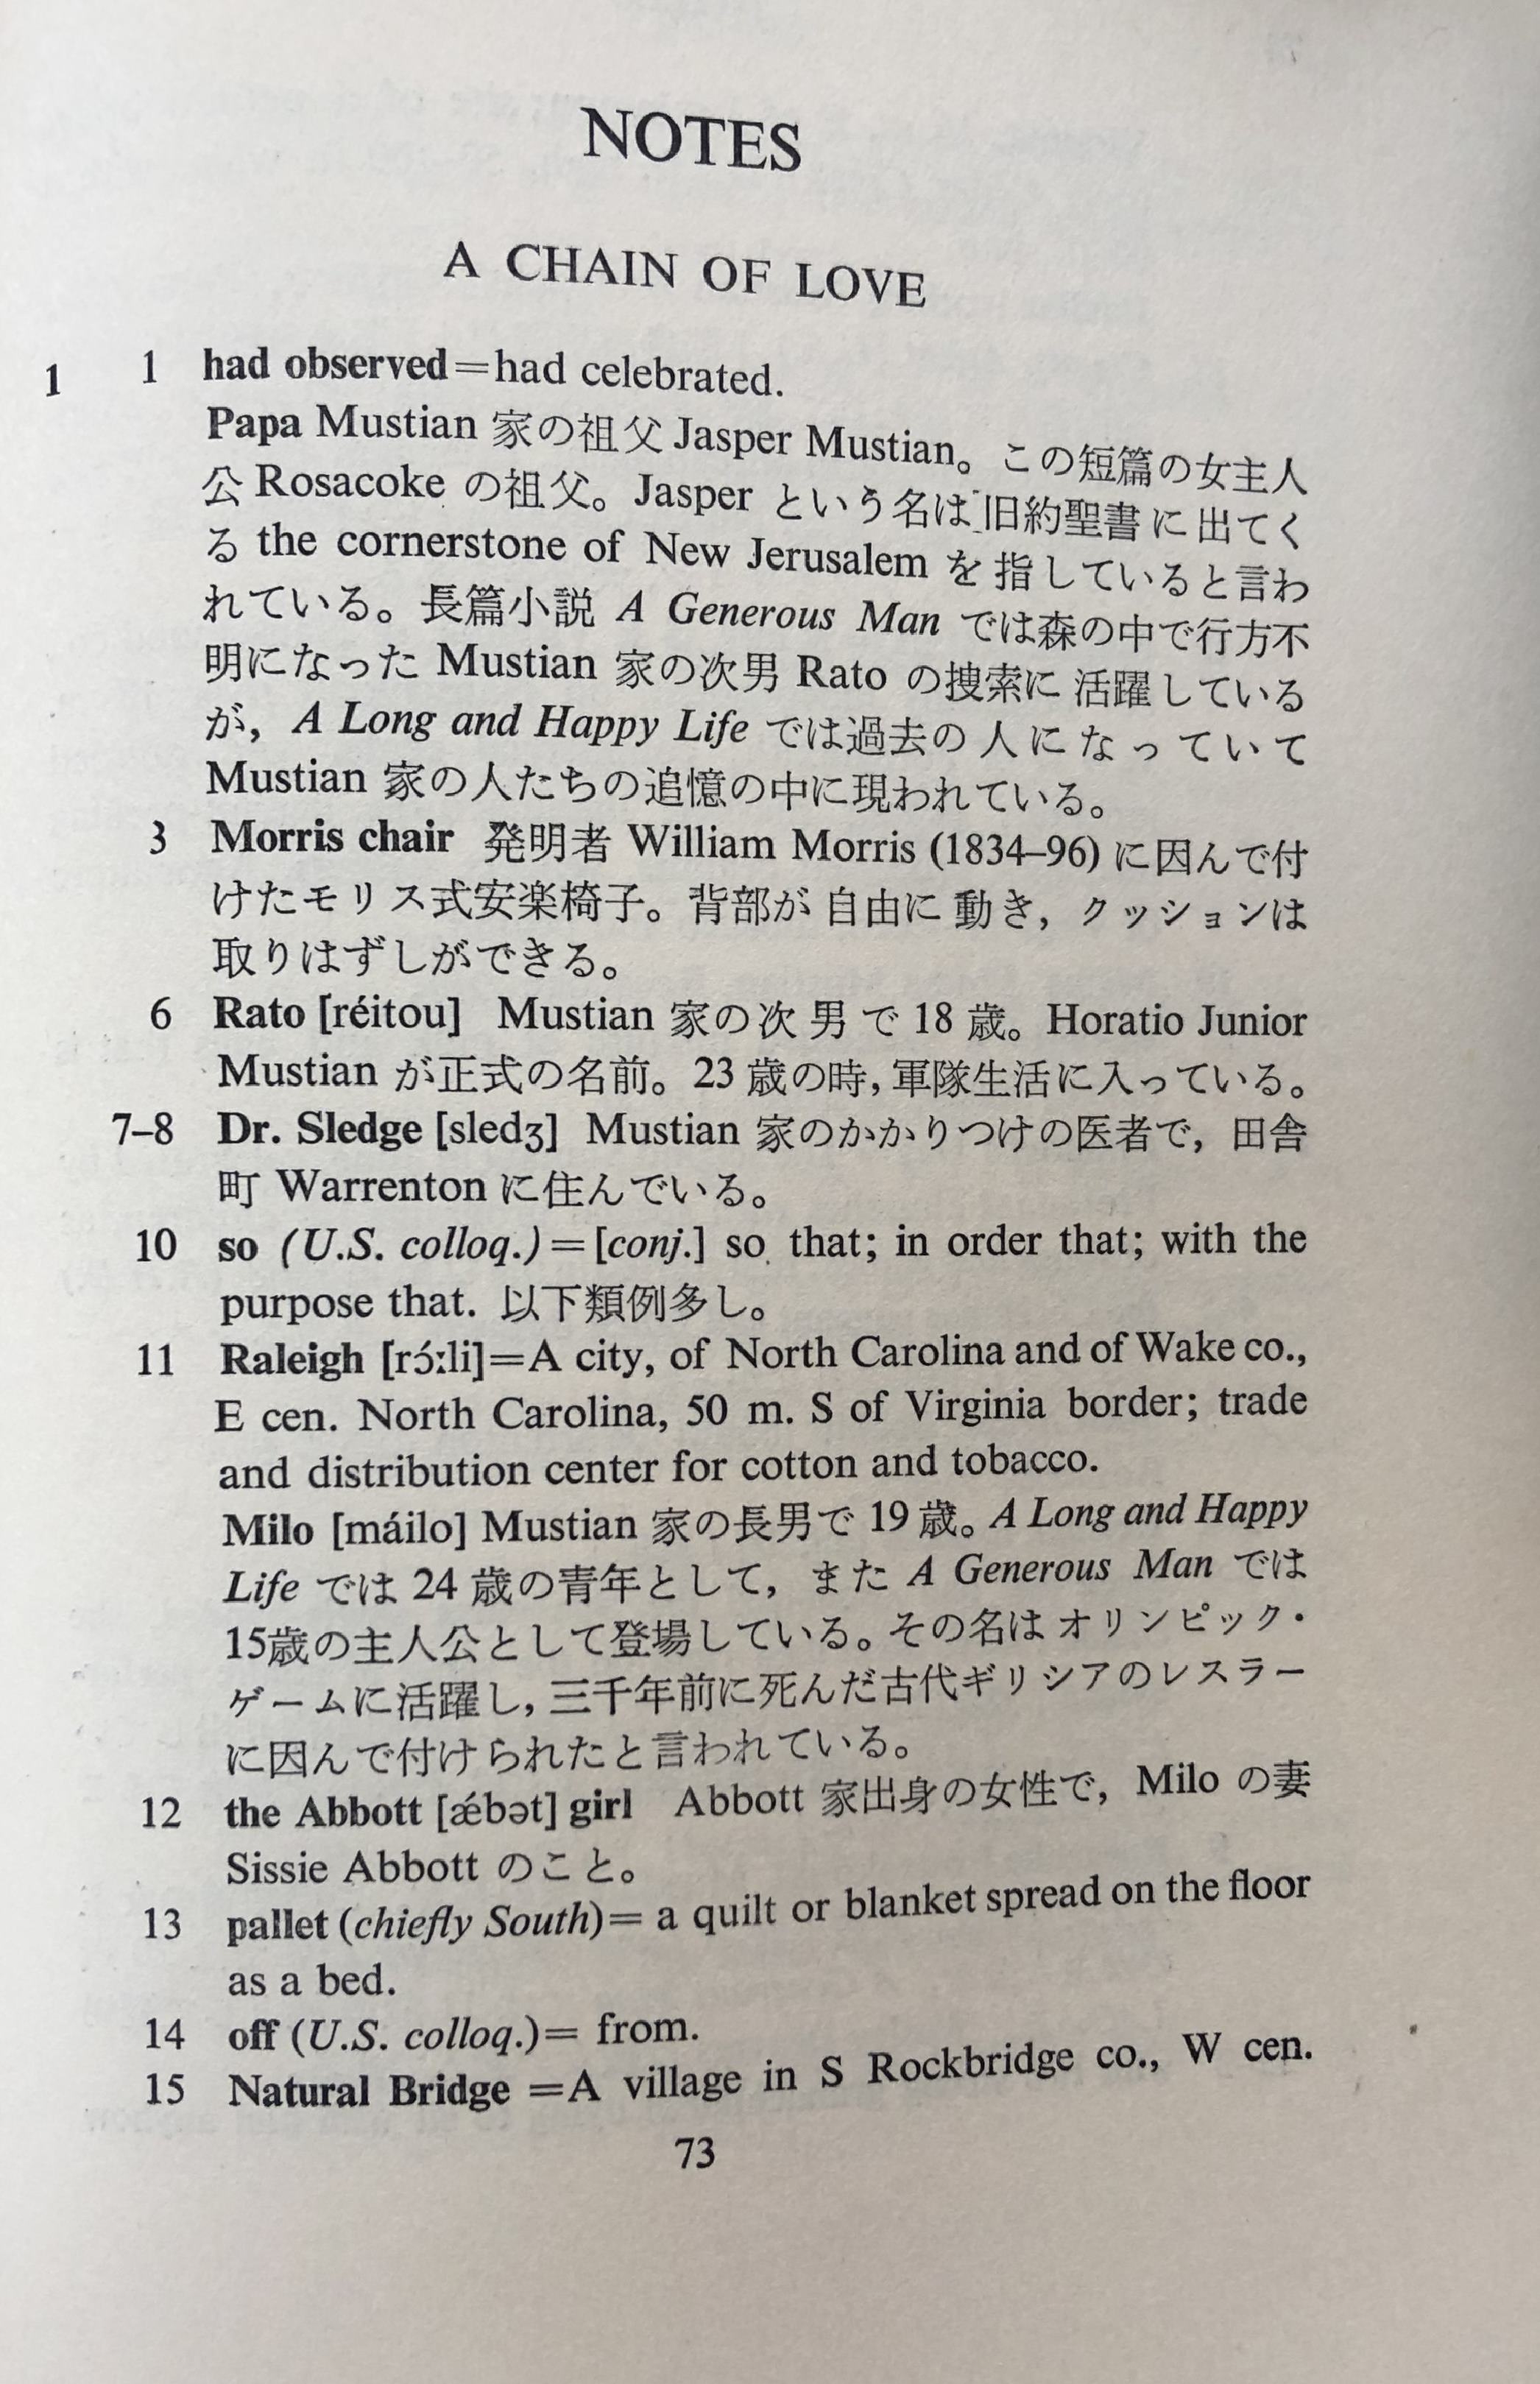 NOTES
A CHAIN OF LOVE
1 1 had observed=had celebrated.
Papa Mustian 家の祖父 Jasper Mustian。この短篇の女主人
公 Rosacoke の祖父。Jasper という名は旧約聖書に出てく
る the cornerstone of New Jerusalem を指していると言わ
れている。長篇小説 A Generous Man では森の中で行方不
明になった Mustian 家の次男 Rato の捜索に活躍している
が, A Long and Happy Life では過去の人になっていて
Mustian 家の人たちの追憶の中に現われている。
3 Morris chair 発明者 William Morris (1834–96) に因んで付
けたモリス式安楽椅子。背部が自由に動き, クッションは
取りはずしができる。
6 Rato [réitou] Mustian 家の次男で 18 歳。Horatio Junior
Mustian が正式の名前。23 歳の時, 軍隊生活に入っている。
7–8 Dr. Sledge [sledʒ] Mustian 家のかかりつけの医者で, 田舎
町 Warrenton に住んでいる。
10 so (U.S. colloq.)=[conj.] so that; in order that; with the
purpose that. 以下類例多し。
11 Raleigh [rɔ́ːli]=A city, of North Carolina and of Wake co.,
E cen. North Carolina, 50 m. S of Virginia border; trade
and distribution center for cotton and tobacco.
Milo [máilo] Mustian 家の長男で 19 歳。A Long and Happy
Life では 24 歳の青年として, また A Generous Man では
15歳の主人公として登場している。その名はオリンピック・
ゲームに活躍し, 三千年前に死んだ古代ギリシアのレスラー
に因んで付けられたと言われている。
12 the Abbott [ǽbət] girl Abbott 家出身の女性で, Milo の妻
Sissie Abbott のこと。
13 pallet (chiefly South)= a quilt or blanket spread on the floor
as a bed.
14 off (U.S. colloq.)= from.
15 Natural Bridge =A village in S Rockbridge co., W cen.
73